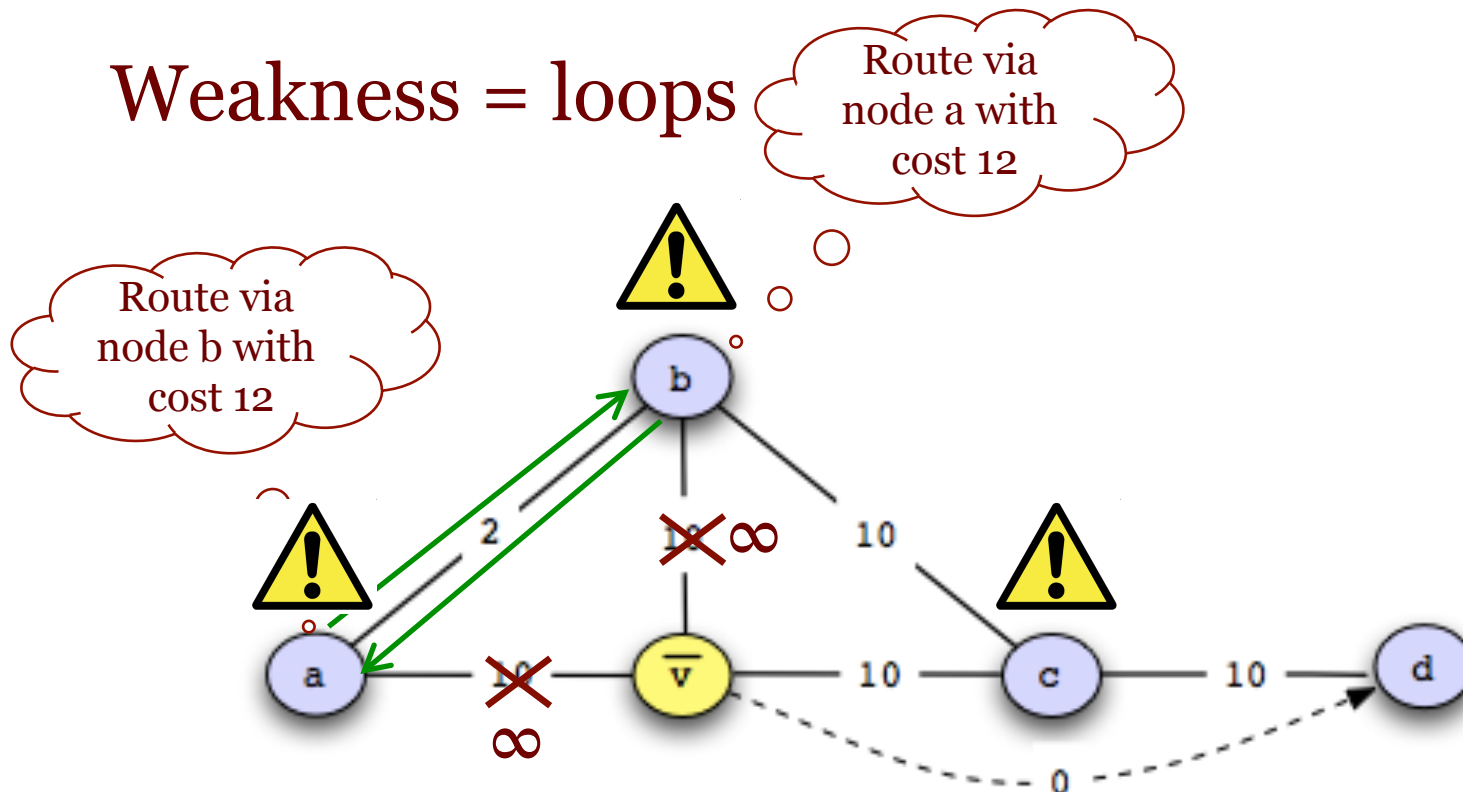 Weakness = loops
Route via
node a with
cost 12
Route via
node b with
cost 12
b
2
10
∞
10
a
10
∞
v̅
10
c
10
d
0